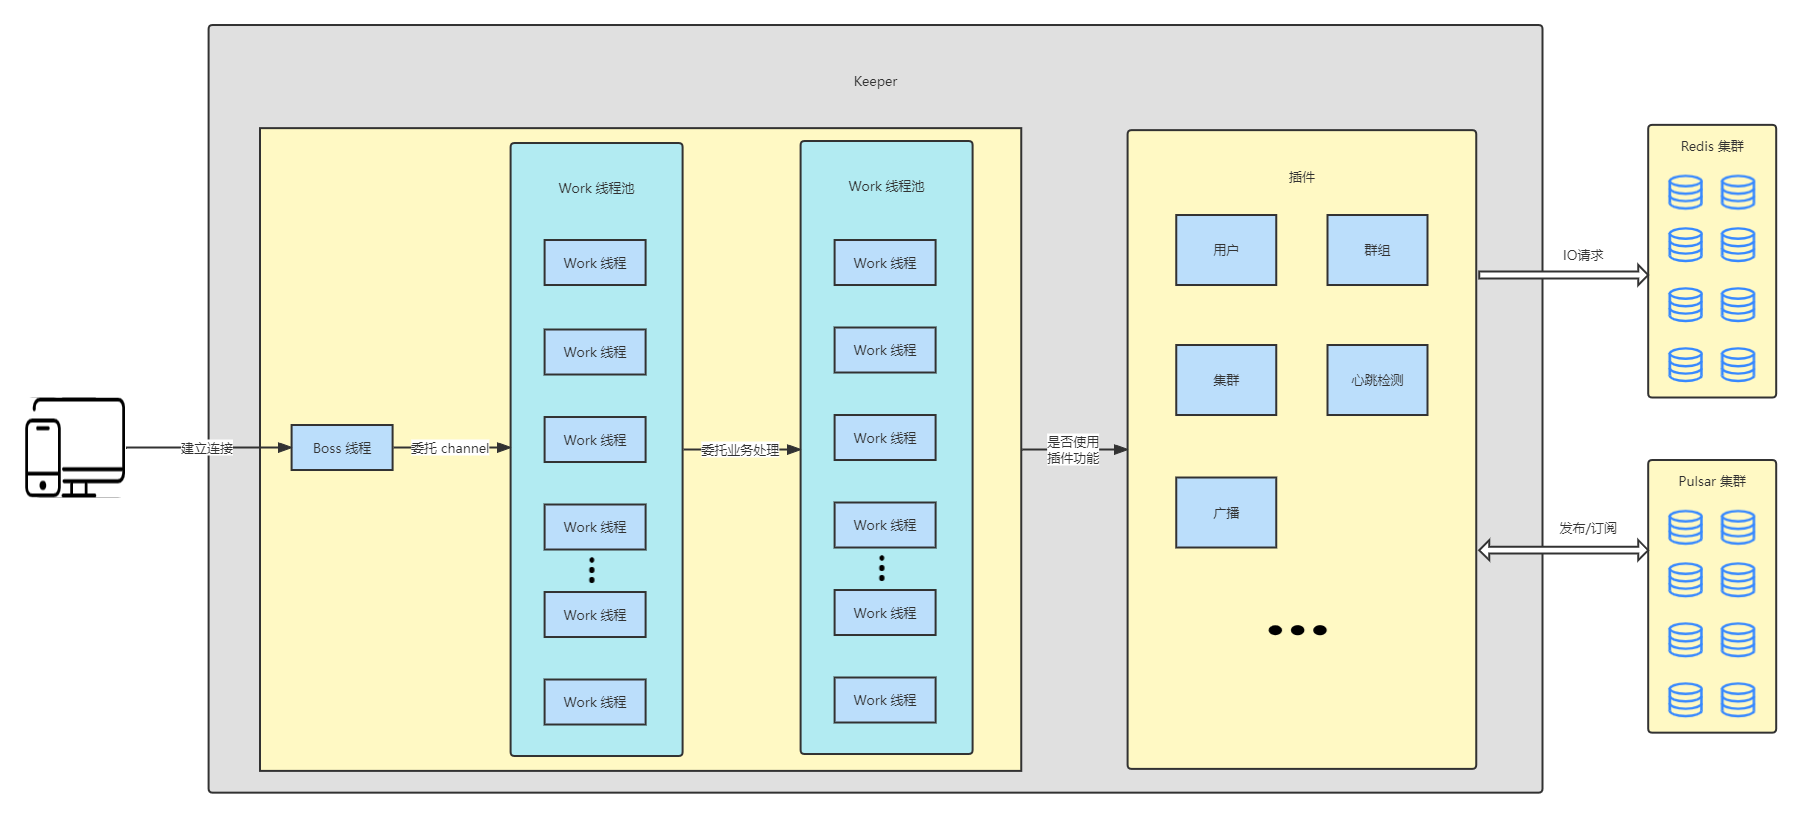 Keeper
建立连接
Boss 线程
委托 channel
Work 线程池
Work 线程
Work 线程
Work 线程
Work 线程
Work 线程
Work 线程
委托业务处理
Work 线程池
Work 线程
Work 线程
Work 线程
Work 线程
Work 线程
Work 线程
是否使用
插件功能
插件
用户
群组
集群
心跳检测
广播
IO请求
发布/订阅
Redis 集群
Pulsar 集群